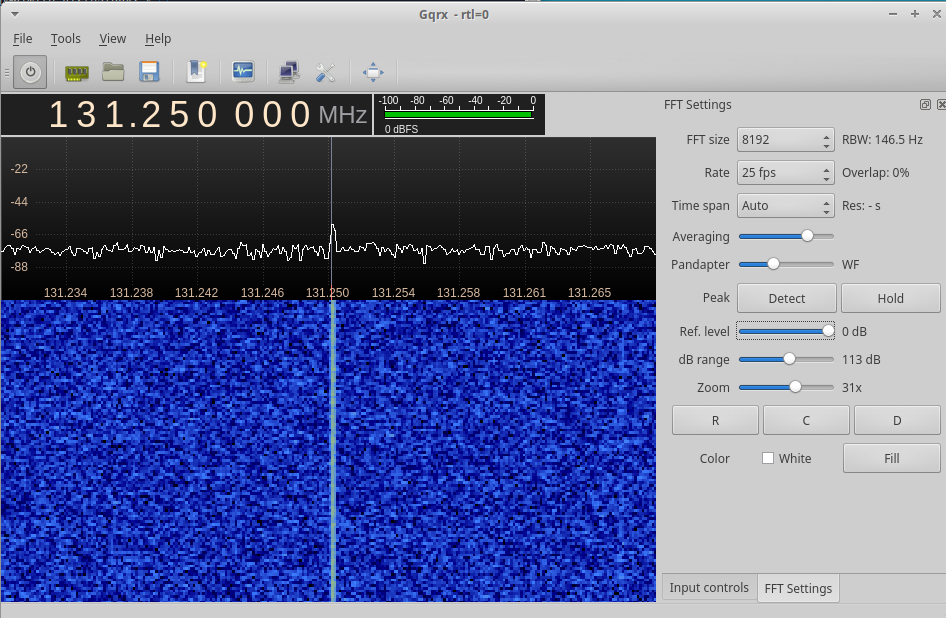 Gqrx - rtl=0
File Tools View Help
131.250 000 MHz
-100 -80 -60 -40 -20 0
0 dBFS
-22
-44
-66
-88
131.234 131.238 131.242 131.246 131.250 131.254 131.258 131.261 131.265
FFT Settings
FFT size 8192 RBW: 146.5 Hz
Rate 25 fps Overlap: 0%
Time span Auto Res: - s
Averaging
Pandapter WF
Peak Detect Hold
Ref. level 0 dB
dB range 113 dB
Zoom 31x
R C D
Color White Fill
Input controls FFT Settings